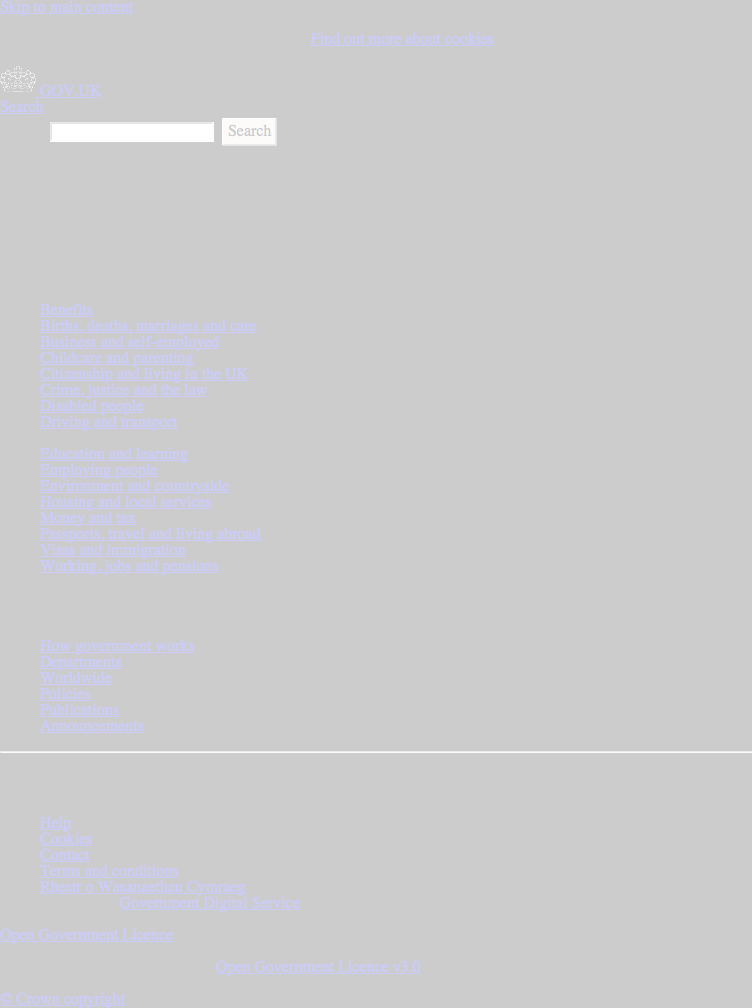 Skip to main content
Find out more about cookies
GOV.UK
Search
Search
Benefits
Births, deaths, marriages and care
Business and self-employed
Childcare and parenting
Citizenship and living in the UK
Crime, justice and the law
Disabled people
Driving and transport
Education and learning
Employing people
Environment and countryside
Housing and local services
Money and tax
Passports, travel and living abroad
Visas and immigration
Working, jobs and pensions
How government works
Departments
Worldwide
Policies
Publications
Announcements
Help
Cookies
Contact
Terms and conditions
Rhestr o Wasanaethau Cymraeg
Government Digital Service
Open Government Licence
Open Government Licence v3.0
© Crown copyright